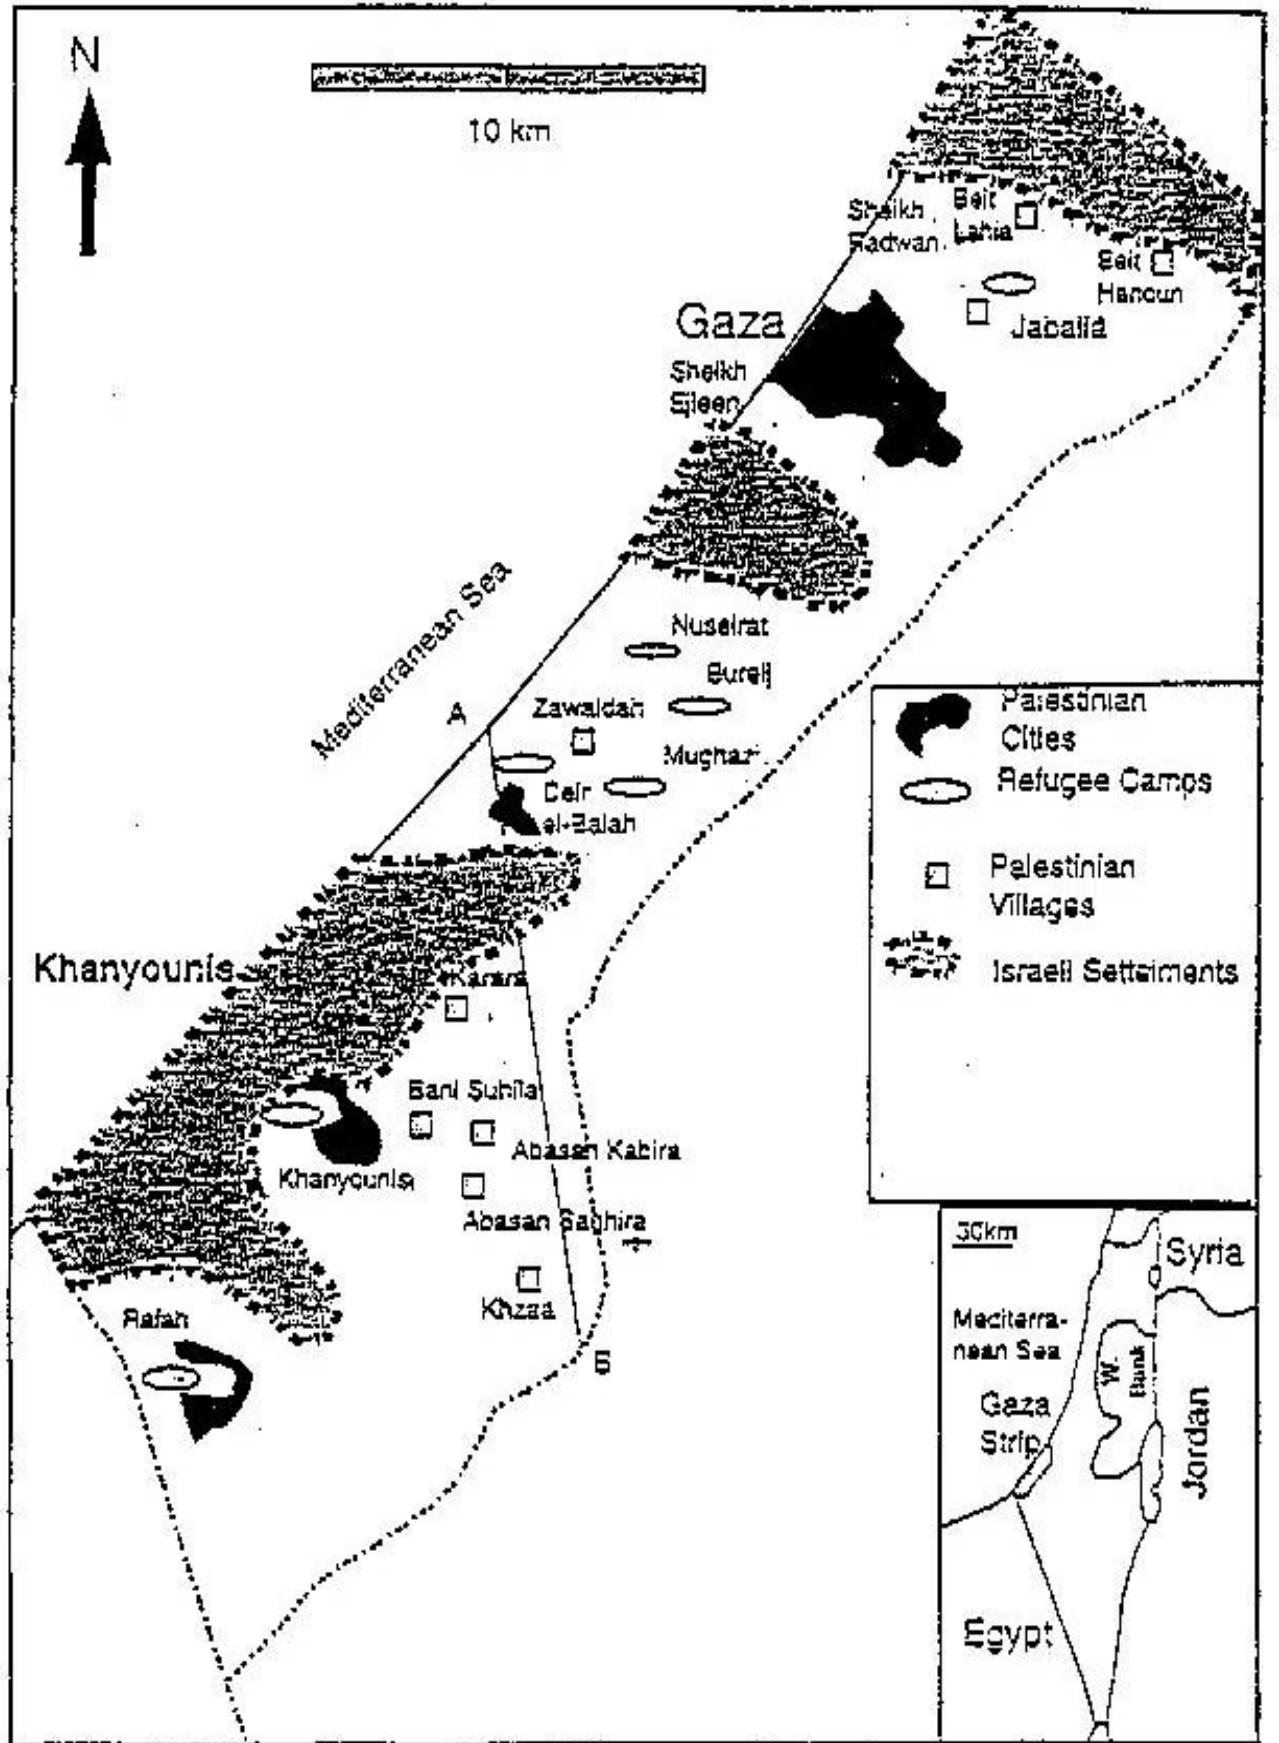 N
10 km
Sheikh
Radwan
Beit
Lahia
Beit
Hanoun
Jabalia
Gaza
Sheikh
Ejleen
Mediterranean Sea
Nuseirat
Bureij
A
Zawaidah
Mughazi
Deir
el-Balah
Khanyounis
Karara
Bani Suhila
Abasan Kabira
Khanyounis
Abasan Saghira
Khzaa
Rafah
B
Palestinian
Cities
Refugee Camps
Palestinian
Villages
Israeli Setteiments
50km
Syria
Mediterra-
nean Sea
W.
Bank
Gaza
Strip
Jordan
Egypt